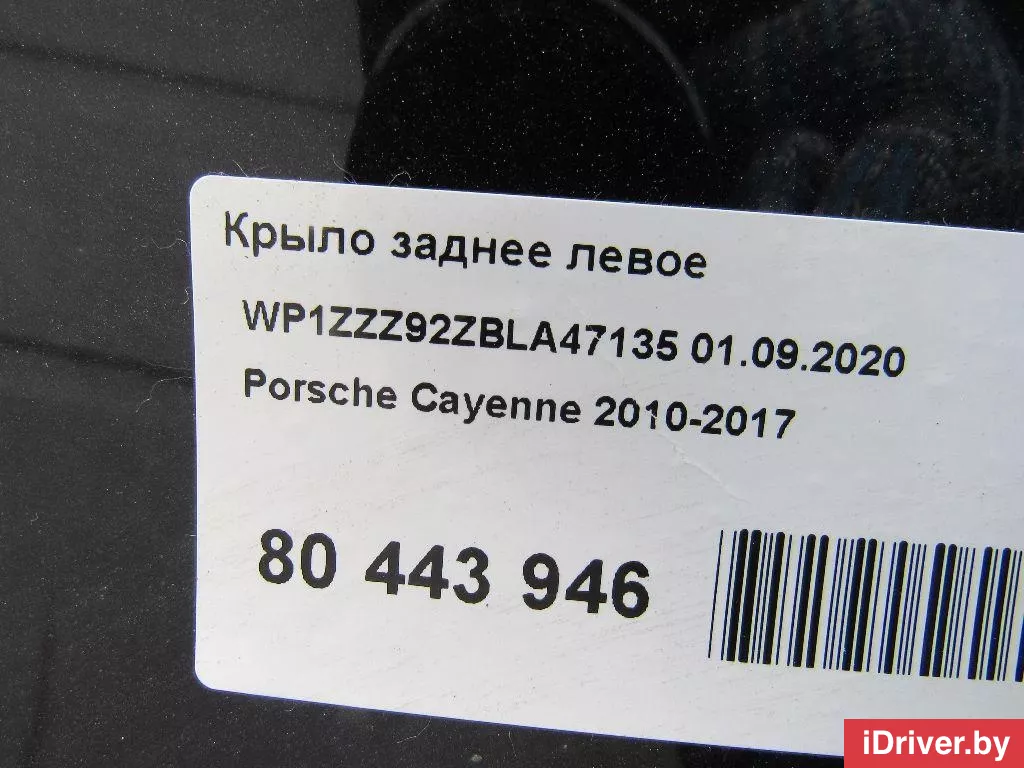 Крыло заднее левое
WP1ZZZ92ZBLA47135 01.09.2020
Porsche Cayenne 2010-2017
80 443 946
iDriver.by